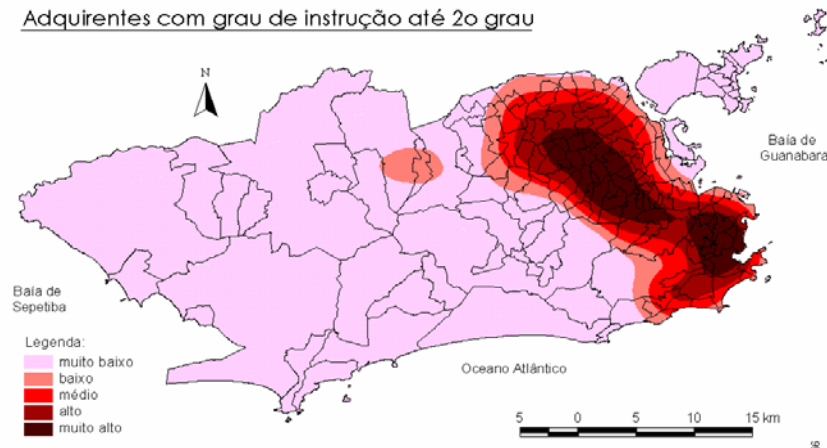 Adquirentes com grau de instrução até 2o grau
N
Baía de
Guanabara
Baía de
Sepetiba
Legenda:
muito baixo
baixo
médio
alto
muito alto
Oceano Atlântico
5 0 5 10 15 km